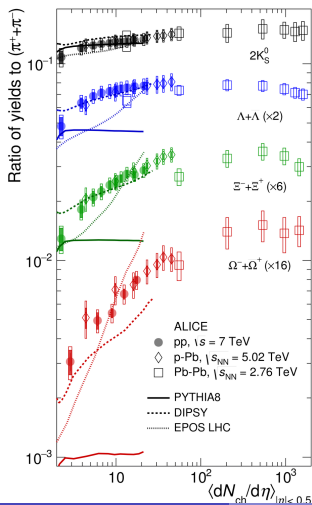 Ratio of yields to (π⁺+π⁻)
10⁻¹
2K⁰S
Λ+Λ̄ (×2)
Ξ⁻+Ξ̄⁺ (×6)
10⁻²
Ω⁻+Ω̄⁺ (×16)
ALICE
pp, √s = 7 TeV
p-Pb, √sNN = 5.02 TeV
Pb-Pb, √sNN = 2.76 TeV
PYTHIA8
DIPSY
EPOS LHC
10⁻³
10 10² 10³
⟨dNch/dη⟩|η|< 0.5